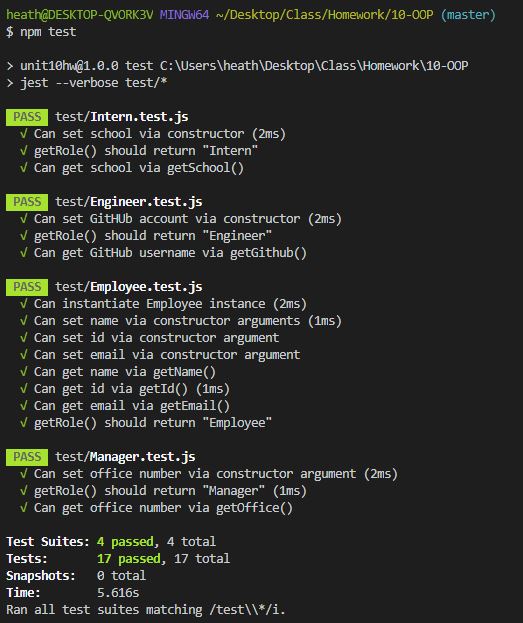 heath@DESKTOP-QVORK3V MINGW64 ~/Desktop/Class/Homework/10-OOP (master)
$ npm test
> unit10hw@1.0.0 test C:\Users\heath\Desktop\Class\Homework\10-OOP
> jest --verbose test/*
PASS test/Intern.test.js
√ Can set school via constructor (2ms)
√ getRole() should return "Intern"
√ Can get school via getSchool()
PASS test/Engineer.test.js
√ Can set GitHUb account via constructor (2ms)
√ getRole() should return "Engineer"
√ Can get GitHub username via getGithub()
PASS test/Employee.test.js
√ Can instantiate Employee instance (2ms)
√ Can set name via constructor arguments (1ms)
√ Can set id via constructor argument
√ Can set email via constructor argument
√ Can get name via getName()
√ Can get id via getId() (1ms)
√ Can get email via getEmail()
√ getRole() should return "Employee"
PASS test/Manager.test.js
√ Can set office number via constructor argument (2ms)
√ getRole() should return "Manager" (1ms)
√ Can get office number via getOffice()
Test Suites: 4 passed, 4 total
Tests: 17 passed, 17 total
Snapshots: 0 total
Time: 5.616s
Ran all test suites matching /test\\*/i.